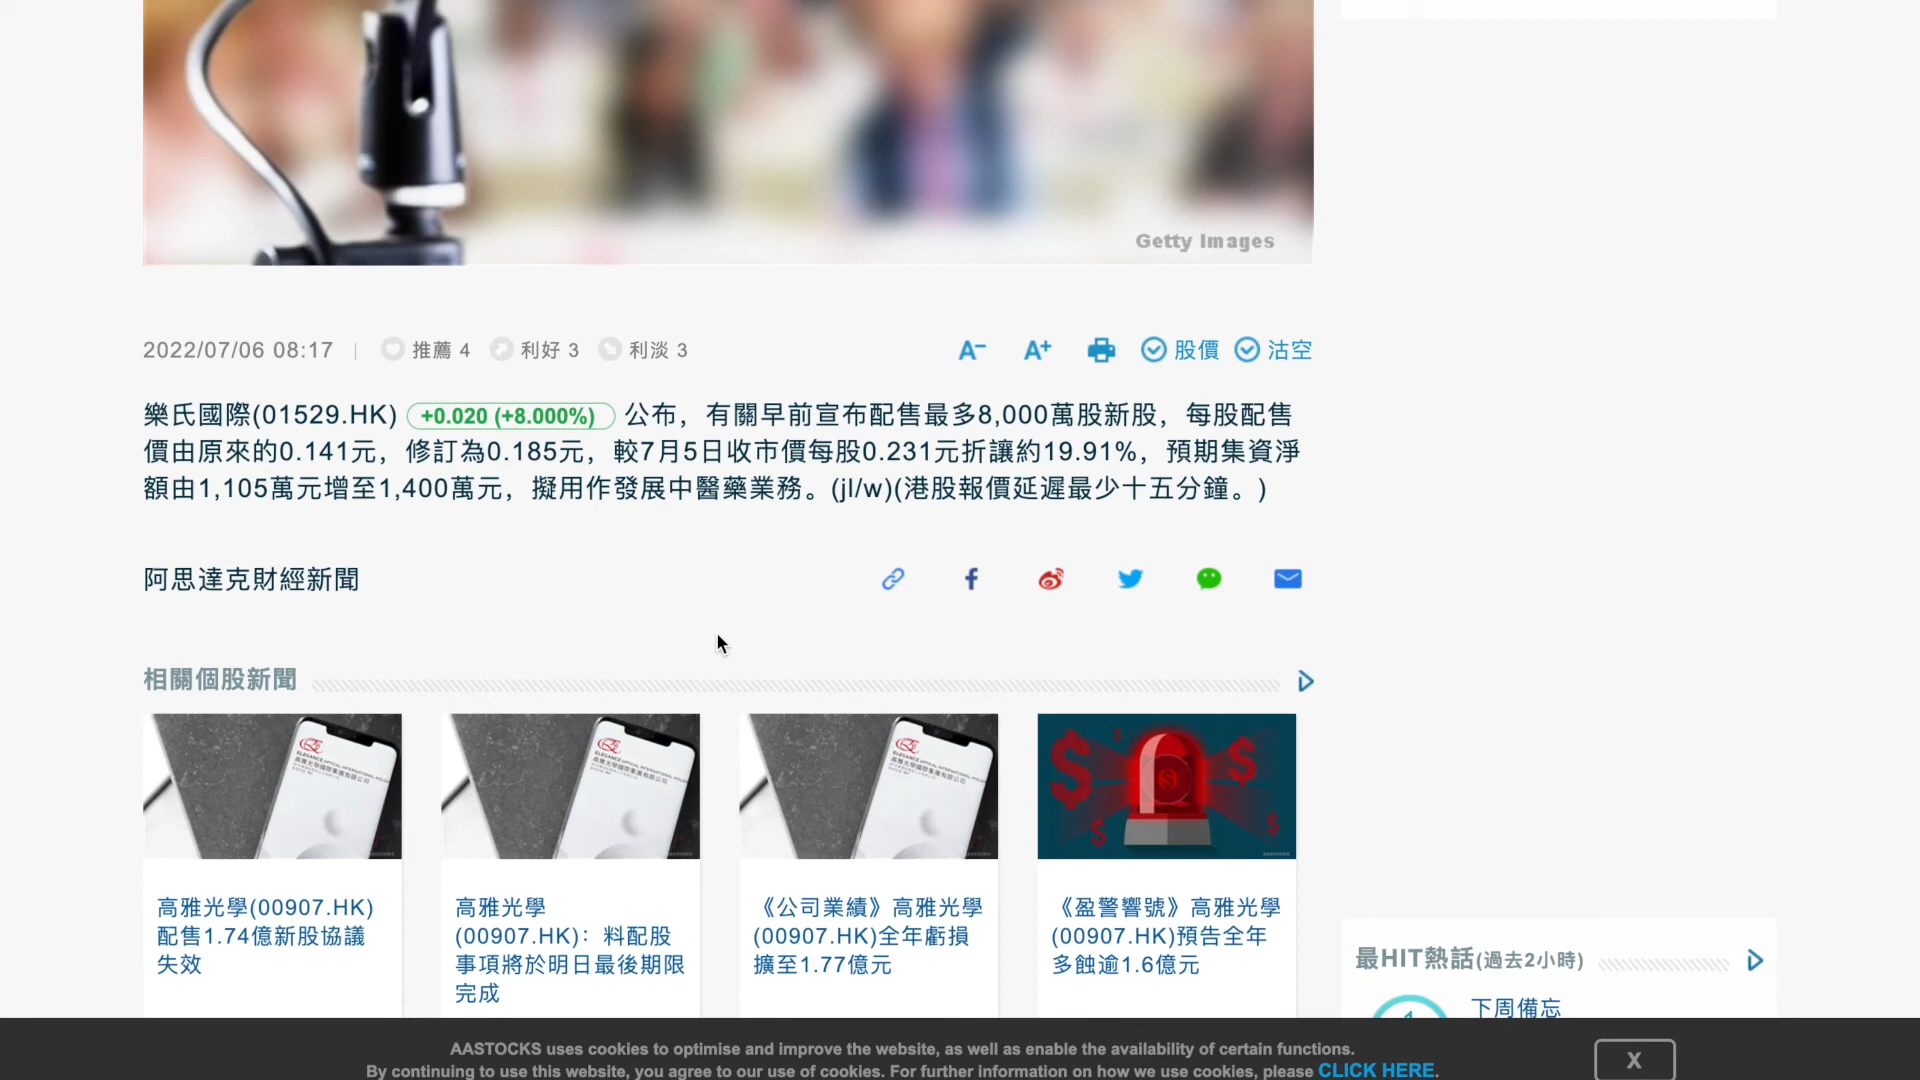 Getty Images
2022/07/06 08:17 | 推薦 4 利好 3 利淡 3 A− A+ 股價 沽空
樂氏國際(01529.HK) +0.020 (+8.000%) 公布，有關早前宣布配售最多8,000萬股新股，每股配售
價由原來的0.141元，修訂為0.185元，較7月5日收市價每股0.231元折讓約19.91%，預期集資淨
額由1,105萬元增至1,400萬元，擬用作發展中醫藥業務。(jl/w)(港股報價延遲最少十五分鐘。)
阿思達克財經新聞
相關個股新聞
高雅光學(00907.HK)
配售1.74億新股協議
失效
高雅光學
(00907.HK)：料配股
事項將於明日最後期限
完成
《公司業績》高雅光學
(00907.HK)全年虧損
擴至1.77億元
《盈警響號》高雅光學
(00907.HK)預告全年
多蝕逾1.6億元
最HIT熱話(過去2小時)
1
下周備忘
AASTOCKS uses cookies to optimise and improve the website, as well as enable the availability of certain functions.
By continuing to use this website, you agree to our use of cookies. For further information on how we use cookies, please CLICK HERE.
X